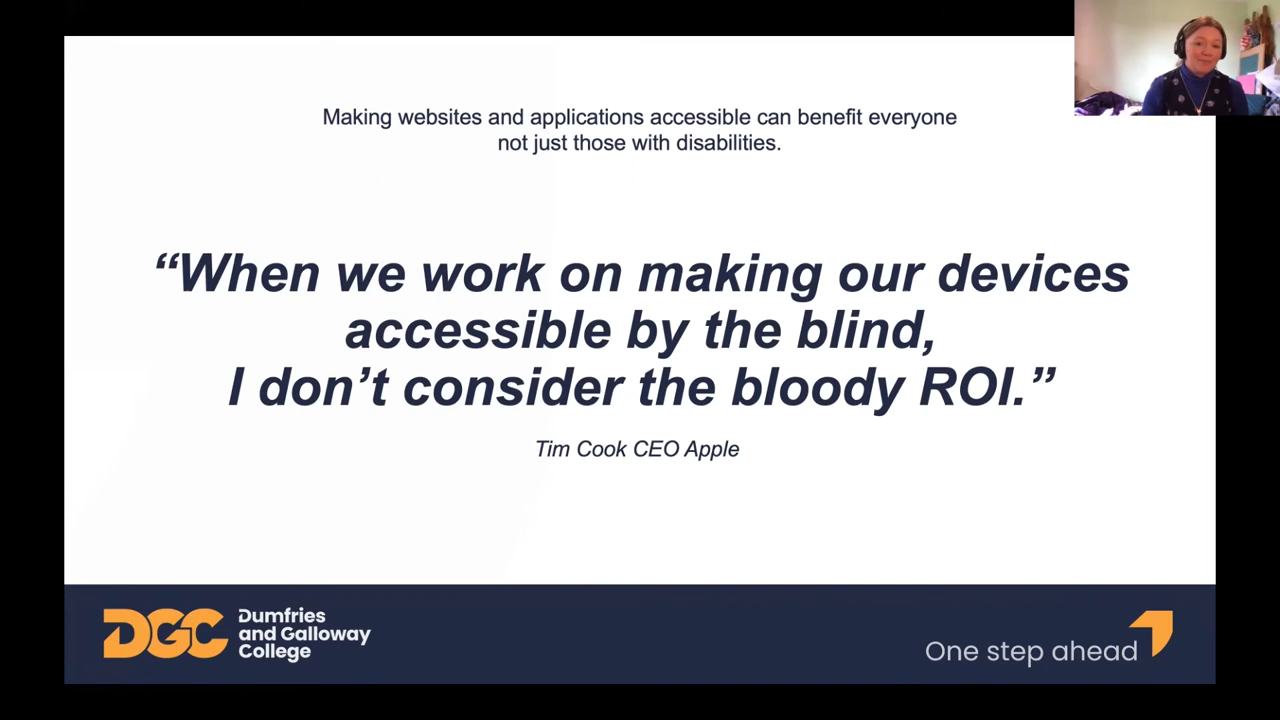 Making websites and applications accessible can benefit everyone
not just those with disabilities.
“When we work on making our devices
accessible by the blind,
I don’t consider the bloody ROI.”
Tim Cook CEO Apple
DGC
Dumfries
and Galloway
College
One step ahead